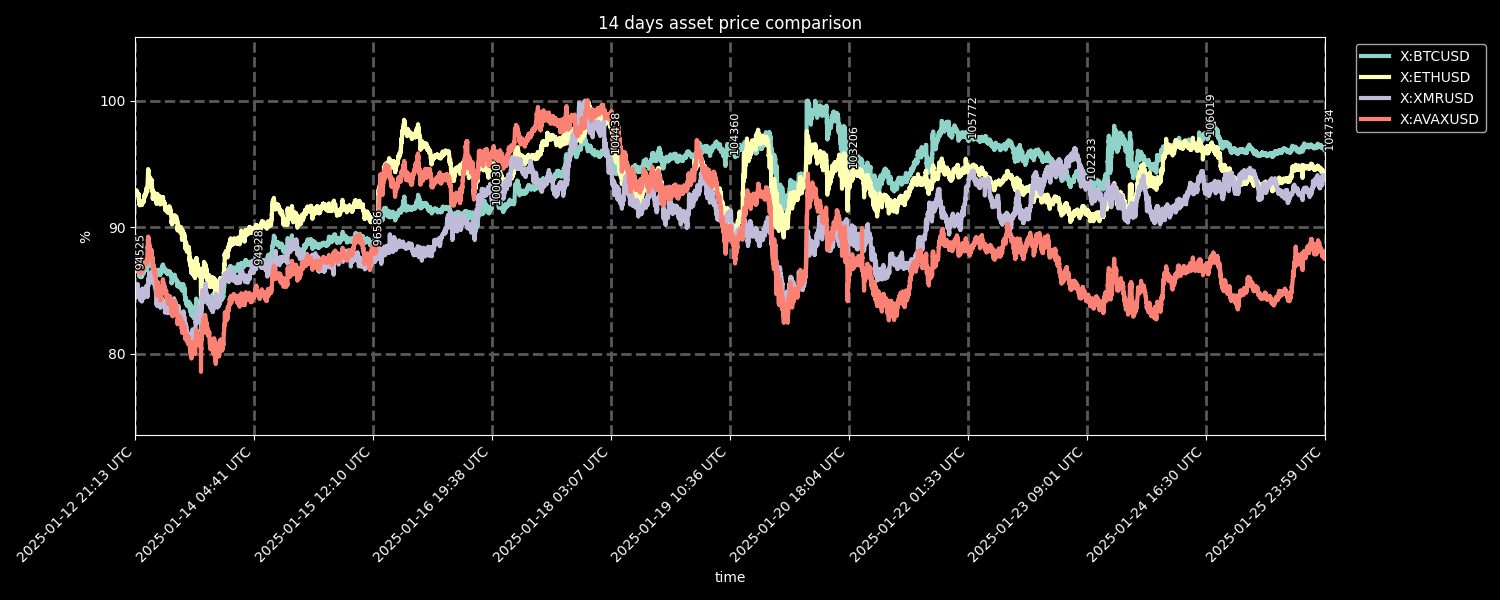 14 days asset price comparison
X:BTCUSD
X:ETHUSD
X:XMRUSD
X:AVAXUSD
100
90
80
%
94525
94928
96586
100030
104438
104360
103206
105772
102233
106019
104734
2025-01-12 21:13 UTC
2025-01-14 04:41 UTC
2025-01-15 12:10 UTC
2025-01-16 19:38 UTC
2025-01-18 03:07 UTC
2025-01-19 10:36 UTC
2025-01-20 18:04 UTC
2025-01-22 01:33 UTC
2025-01-23 09:01 UTC
2025-01-24 16:30 UTC
2025-01-25 23:59 UTC
time